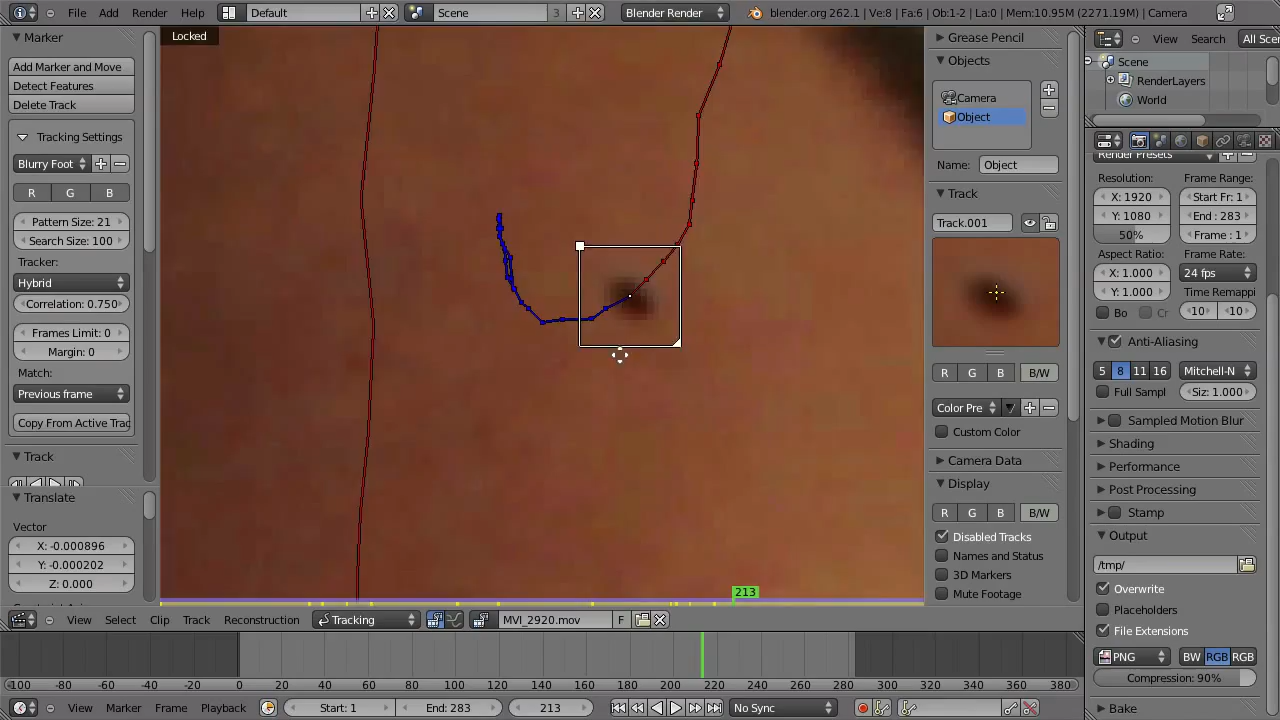 File Add Render Help Default Scene 3 Blender Render blender.org 262.1 | Ve:8 | Fa:6 | Ob:1-2 | La:0 | Mem:10.95M (2271.19M) | Camera
Marker
Add Marker and Move
Detect Features
Delete Track
Tracking Settings
Blurry Foot
R G B
Pattern Size: 21
Search Size: 100
Tracker:
Hybrid
Correlation: 0.750
Frames Limit: 0
Margin: 0
Match:
Previous frame
Copy From Active Trac
Track
Translate
Vector
X: -0.000896
Y: -0.000202
Z: 0.000
Locked
213
Grease Pencil
Objects
Camera
Object
Name: Object
Track
Track.001
R G B B/W
Color Pre
Custom Color
Camera Data
Display
R G B B/W
Disabled Tracks
Names and Status
3D Markers
Mute Footage
View Search All Scen
Scene
RenderLayers
World
Render Presets
Resolution: Frame Range:
X: 1920 Start Fr: 1
Y: 1080 End : 283
50% Frame : 1
Aspect Ratio: Frame Rate:
X: 1.000 24 fps
Y: 1.000 Time Remappi
Bo Cr 10 10
Anti-Aliasing
5 8 11 16 Mitchell-N
Full Sampl Siz: 1.000
Sampled Motion Blur
Shading
Performance
Post Processing
Stamp
Output
/tmp/
Overwrite
Placeholders
File Extensions
PNG BW RGB RGB
Compression: 90%
Bake
View Select Clip Track Reconstruction Tracking MVI_2920.mov F
-100 -80 -60 -40 -20 0 20 40 60 80 100 120 140 160 180 200 220 240 260 280 300 320 340 360 380
View Marker Frame Playback Start: 1 End: 283 213 No Sync